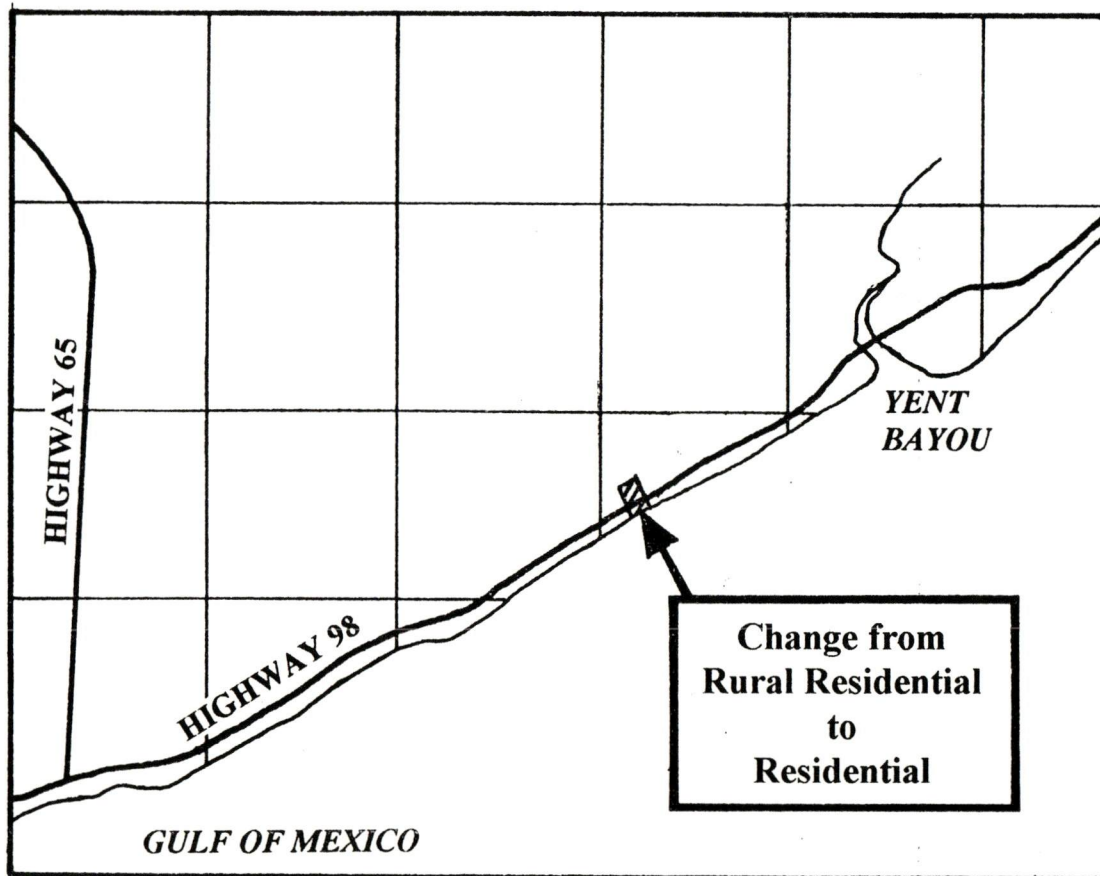 HIGHWAY 65
YENT
BAYOU
HIGHWAY 98
Change from
Rural Residential
to
Residential
GULF OF MEXICO